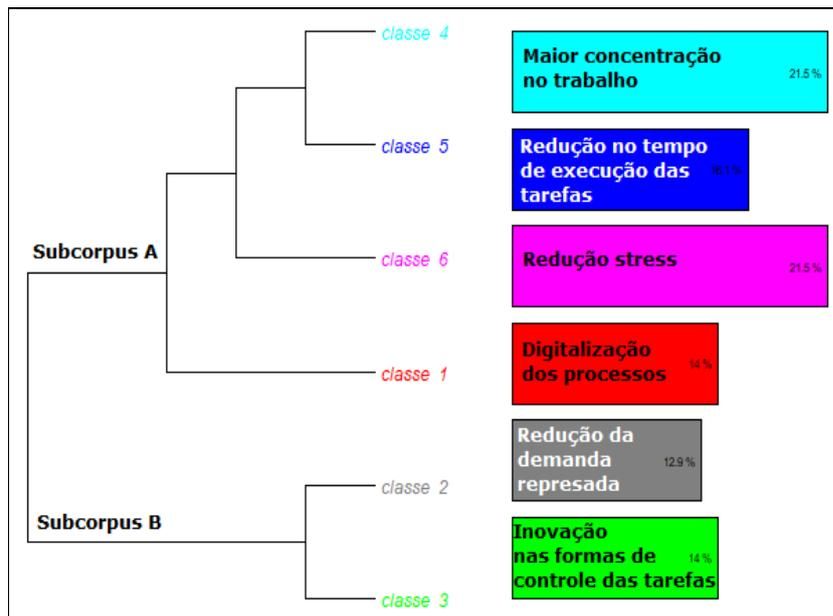 classe 4
Maior concentração
no trabalho
21.5 %
classe 5
Redução no tempo
de execução das
tarefas
16.1 %
Subcorpus A
classe 6
Redução stress
21.5 %
classe 1
Digitalização
dos processos
14 %
classe 2
Redução da
demanda
represada
12.9 %
Subcorpus B
classe 3
Inovação
nas formas de
controle das tarefas
14 %